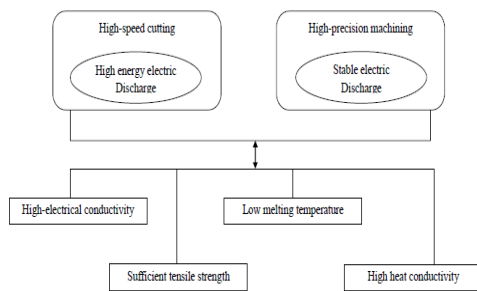 High-speed cutting
High energy electric
Discharge
High-precision machining
Stable electric
Discharge
High-electrical conductivity
Low melting temperature
Sufficient tensile strength
High heat conductivity